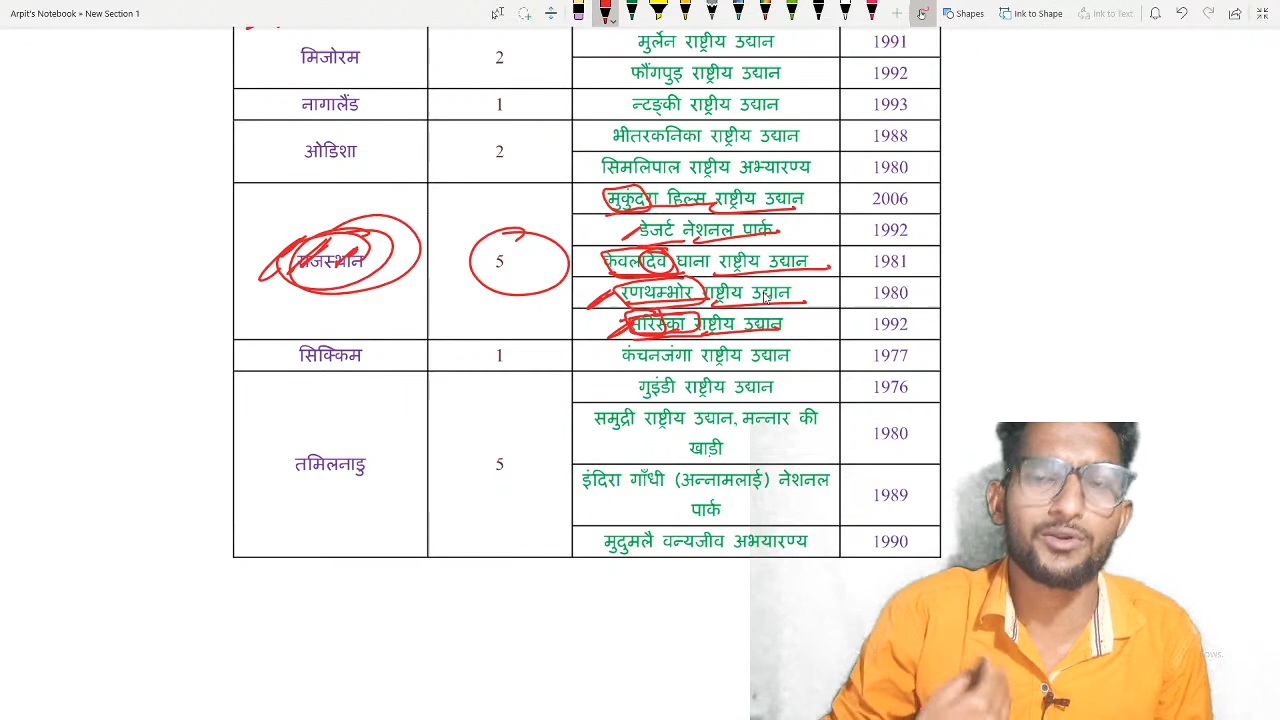 Arpit's Notebook » New Section 1
Shapes
Ink to Shape
Ink to Text
मिजोरम
2
मुर्लेन राष्ट्रीय उद्यान
1991
फौंगपुइ राष्ट्रीय उद्यान
1992
नागालैंड
1
न्टङ्की राष्ट्रीय उद्यान
1993
ओडिशा
2
भीतरकनिका राष्ट्रीय उद्यान
1988
सिमलिपाल राष्ट्रीय अभ्यारण्य
1980
राजस्थान
5
मुकुंदरा हिल्स राष्ट्रीय उद्यान
2006
डेजर्ट नेशनल पार्क
1992
केवलादेव घाना राष्ट्रीय उद्यान
1981
रणथम्भोर राष्ट्रीय उद्यान
1980
सरिस्का राष्ट्रीय उद्यान
1992
सिक्किम
1
कंचनजंगा राष्ट्रीय उद्यान
1977
तमिलनाडु
5
गुइंडी राष्ट्रीय उद्यान
1976
समुद्री राष्ट्रीय उद्यान, मन्नार की
खाड़ी
1980
इंदिरा गाँधी (अन्नामलाई) नेशनल
पार्क
1989
मुदुमलै वन्यजीव अभयारण्य
1990